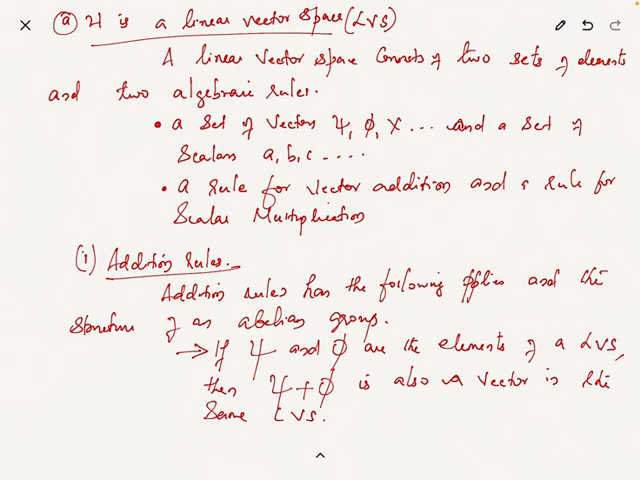 (a) H is a linear vector space (LVS)
A linear vector space consists of two sets of elements
and two algebraic rules.
• a set of vectors ψ, φ, χ ... and a set of
scalars a, b, c ....
• a rule for vector addition and a rule for
scalar multiplication
(i) Addition rules.
Addition rules has the following ppties and the
structure of an abelian group.
→ If ψ and φ are the elements of a LVS,
then ψ + φ is also a vector in the
same LVS.